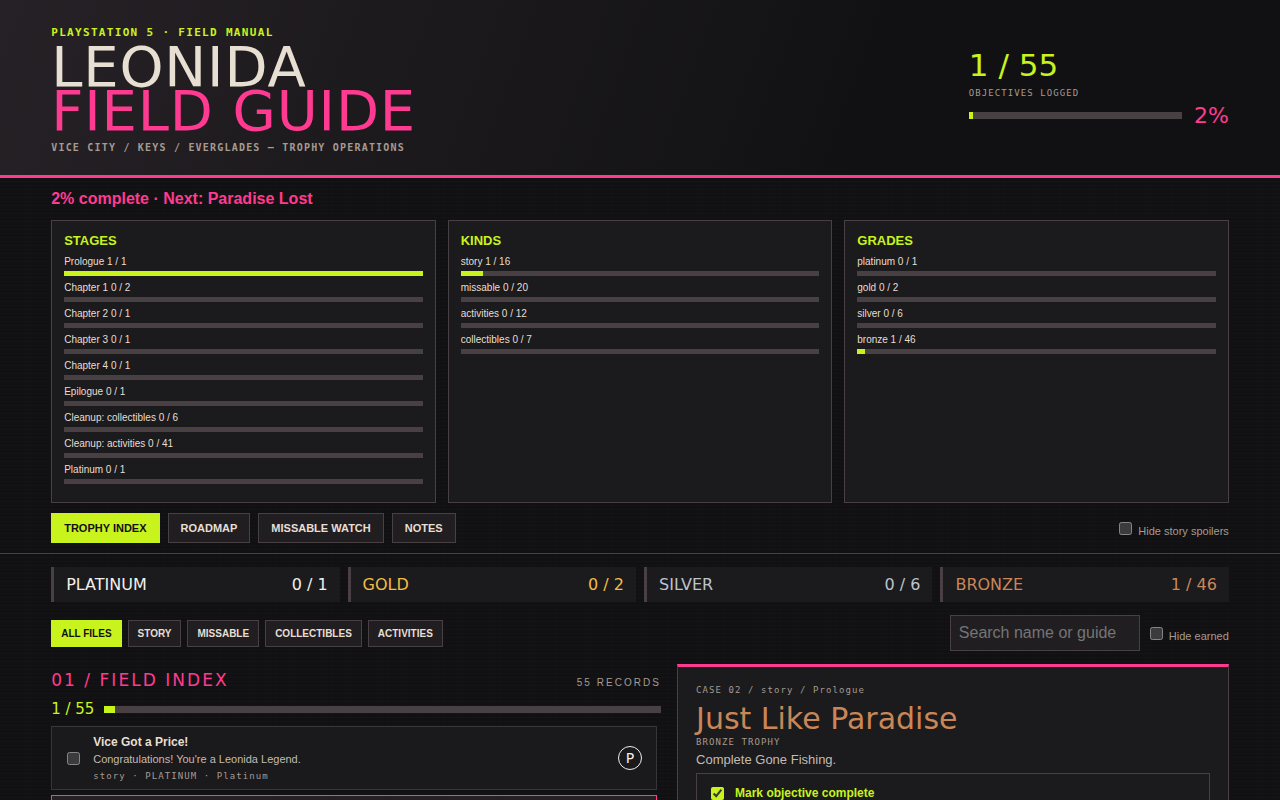 PLAYSTATION 5 · FIELD MANUAL
LEONIDA
FIELD GUIDE
VICE CITY / KEYS / EVERGLADES — TROPHY OPERATIONS
1 / 55
OBJECTIVES LOGGED
2%
2% complete · Next: Paradise Lost
STAGES
Prologue 1 / 1
Chapter 1 0 / 2
Chapter 2 0 / 1
Chapter 3 0 / 1
Chapter 4 0 / 1
Epilogue 0 / 1
Cleanup: collectibles 0 / 6
Cleanup: activities 0 / 41
Platinum 0 / 1
KINDS
story 1 / 16
missable 0 / 20
activities 0 / 12
collectibles 0 / 7
GRADES
platinum 0 / 1
gold 0 / 2
silver 0 / 6
bronze 1 / 46
TROPHY INDEX
ROADMAP
MISSABLE WATCH
NOTES
Hide story spoilers
PLATINUM 0 / 1
GOLD 0 / 2
SILVER 0 / 6
BRONZE 1 / 46
ALL FILES
STORY
MISSABLE
COLLECTIBLES
ACTIVITIES
Search name or guide
Hide earned
01 / FIELD INDEX
55 RECORDS
1 / 55
Vice Got a Price!
Congratulations! You're a Leonida Legend.
story · PLATINUM · Platinum
P
CASE 02 / story / Prologue
Just Like Paradise
BRONZE TROPHY
Complete Gone Fishing.
Mark objective complete